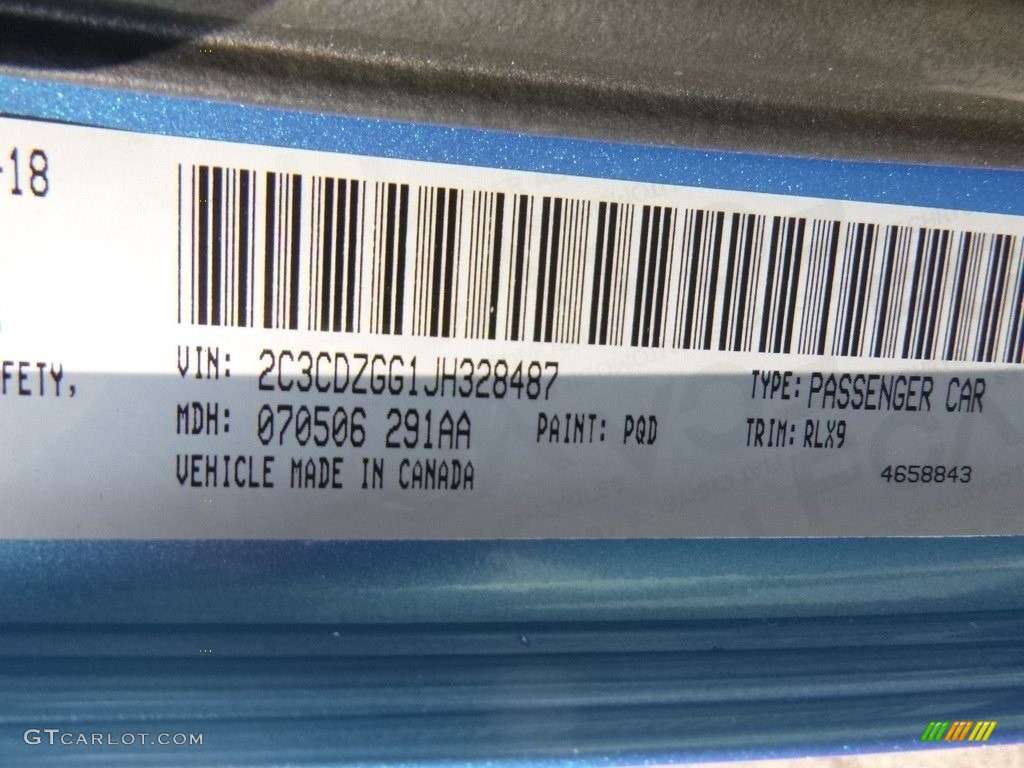 -18
FETY,
VIN: 2C3CDZGG1JH328487
TYPE: PASSENGER CAR
MDH: 070506 291AA
PAINT: PQD
TRIM: RLX9
VEHICLE MADE IN CANADA
4658843
GTCARLOT.COM